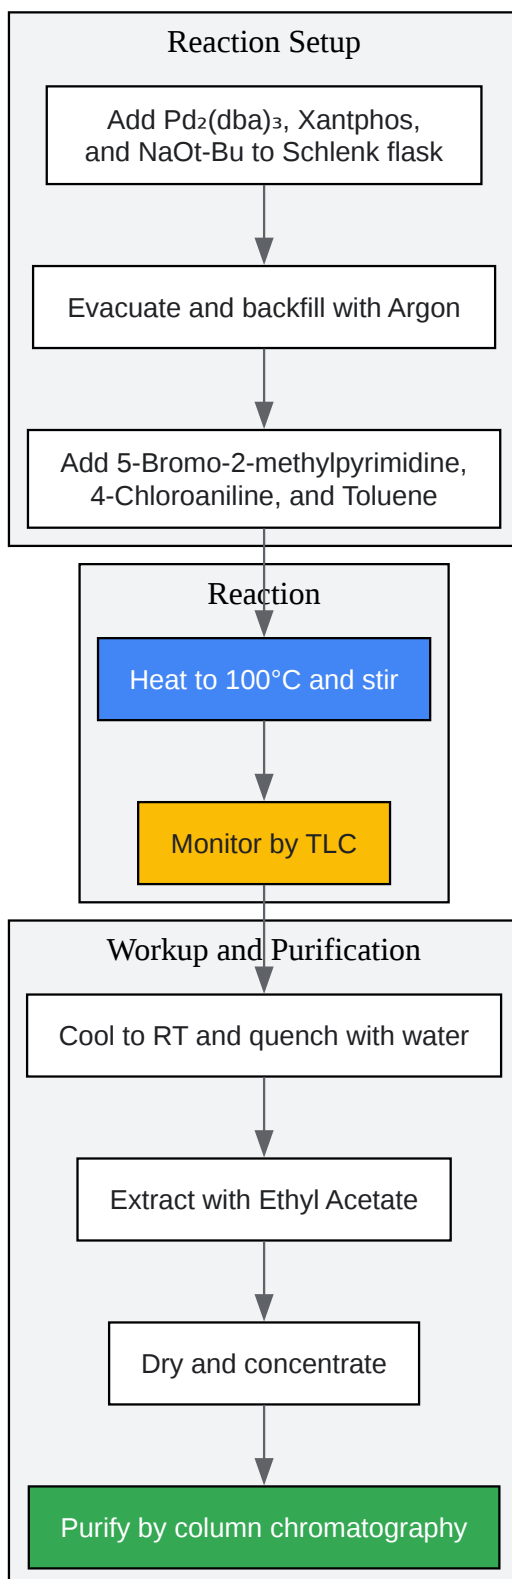 Reaction Setup
Add Pd₂(dba)₃, Xantphos,
and NaOt-Bu to Schlenk flask
Evacuate and backfill with Argon
Add 5-Bromo-2-methylpyrimidine,
4-Chloroaniline, and Toluene
Reaction
Heat to 100°C and stir
Monitor by TLC
Workup and Purification
Cool to RT and quench with water
Extract with Ethyl Acetate
Dry and concentrate
Purify by column chromatography